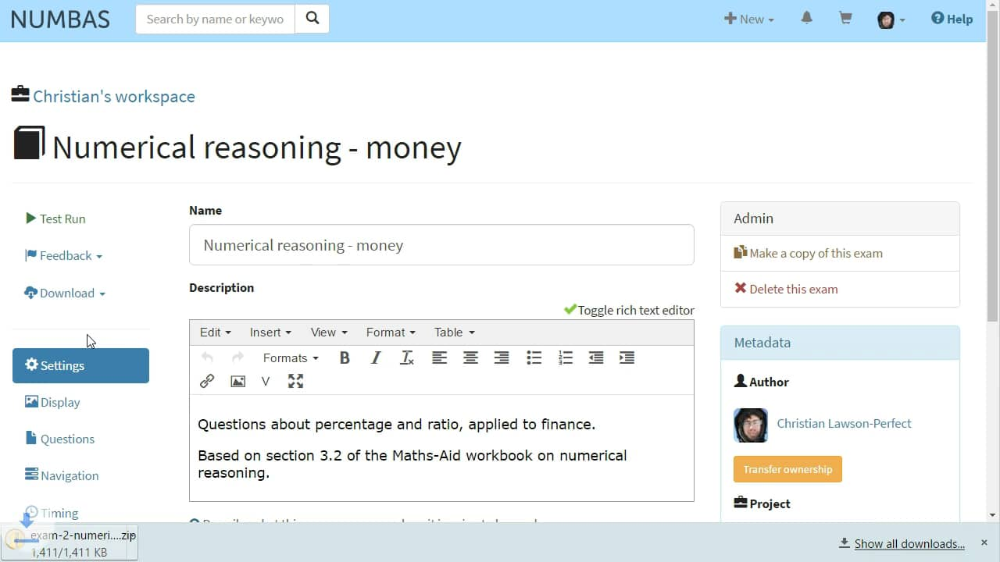 NUMBAS
Search by name or keywo
New
Help
Christian's workspace
Numerical reasoning - money
Test Run
Feedback
Download
Settings
Display
Questions
Navigation
Timing
Name
Numerical reasoning - money
Description
Toggle rich text editor
Edit Insert View Format Table
Formats B I
V
Questions about percentage and ratio, applied to finance.
Based on section 3.2 of the Maths-Aid workbook on numerical
reasoning.
Admin
Make a copy of this exam
Delete this exam
Metadata
Author
Christian Lawson-Perfect
Transfer ownership
Project
exam-2-numeri....zip
1,411/1,411 KB
Show all downloads...